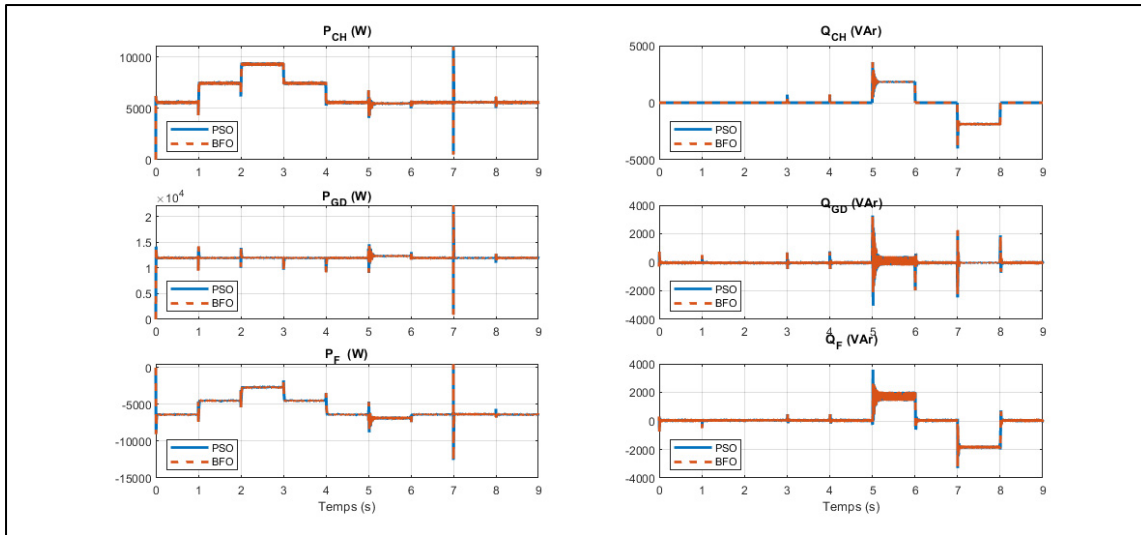 P_CH (W)
10000
5000
0
PSO
BFO
0 1 2 3 4 5 6 7 8 9
Q_CH (VAr)
5000
0
-5000
PSO
BFO
0 1 2 3 4 5 6 7 8 9
×10^4
P_GD (W)
2
1.5
1
0.5
0
PSO
BFO
0 1 2 3 4 5 6 7 8 9
Q_GD (VAr)
4000
2000
0
-2000
-4000
PSO
BFO
0 1 2 3 4 5 6 7 8 9
P_F (W)
0
-5000
-10000
-15000
PSO
BFO
0 1 2 3 4 5 6 7 8 9
Temps (s)
Q_F (VAr)
4000
2000
0
-2000
-4000
PSO
BFO
0 1 2 3 4 5 6 7 8 9
Temps (s)